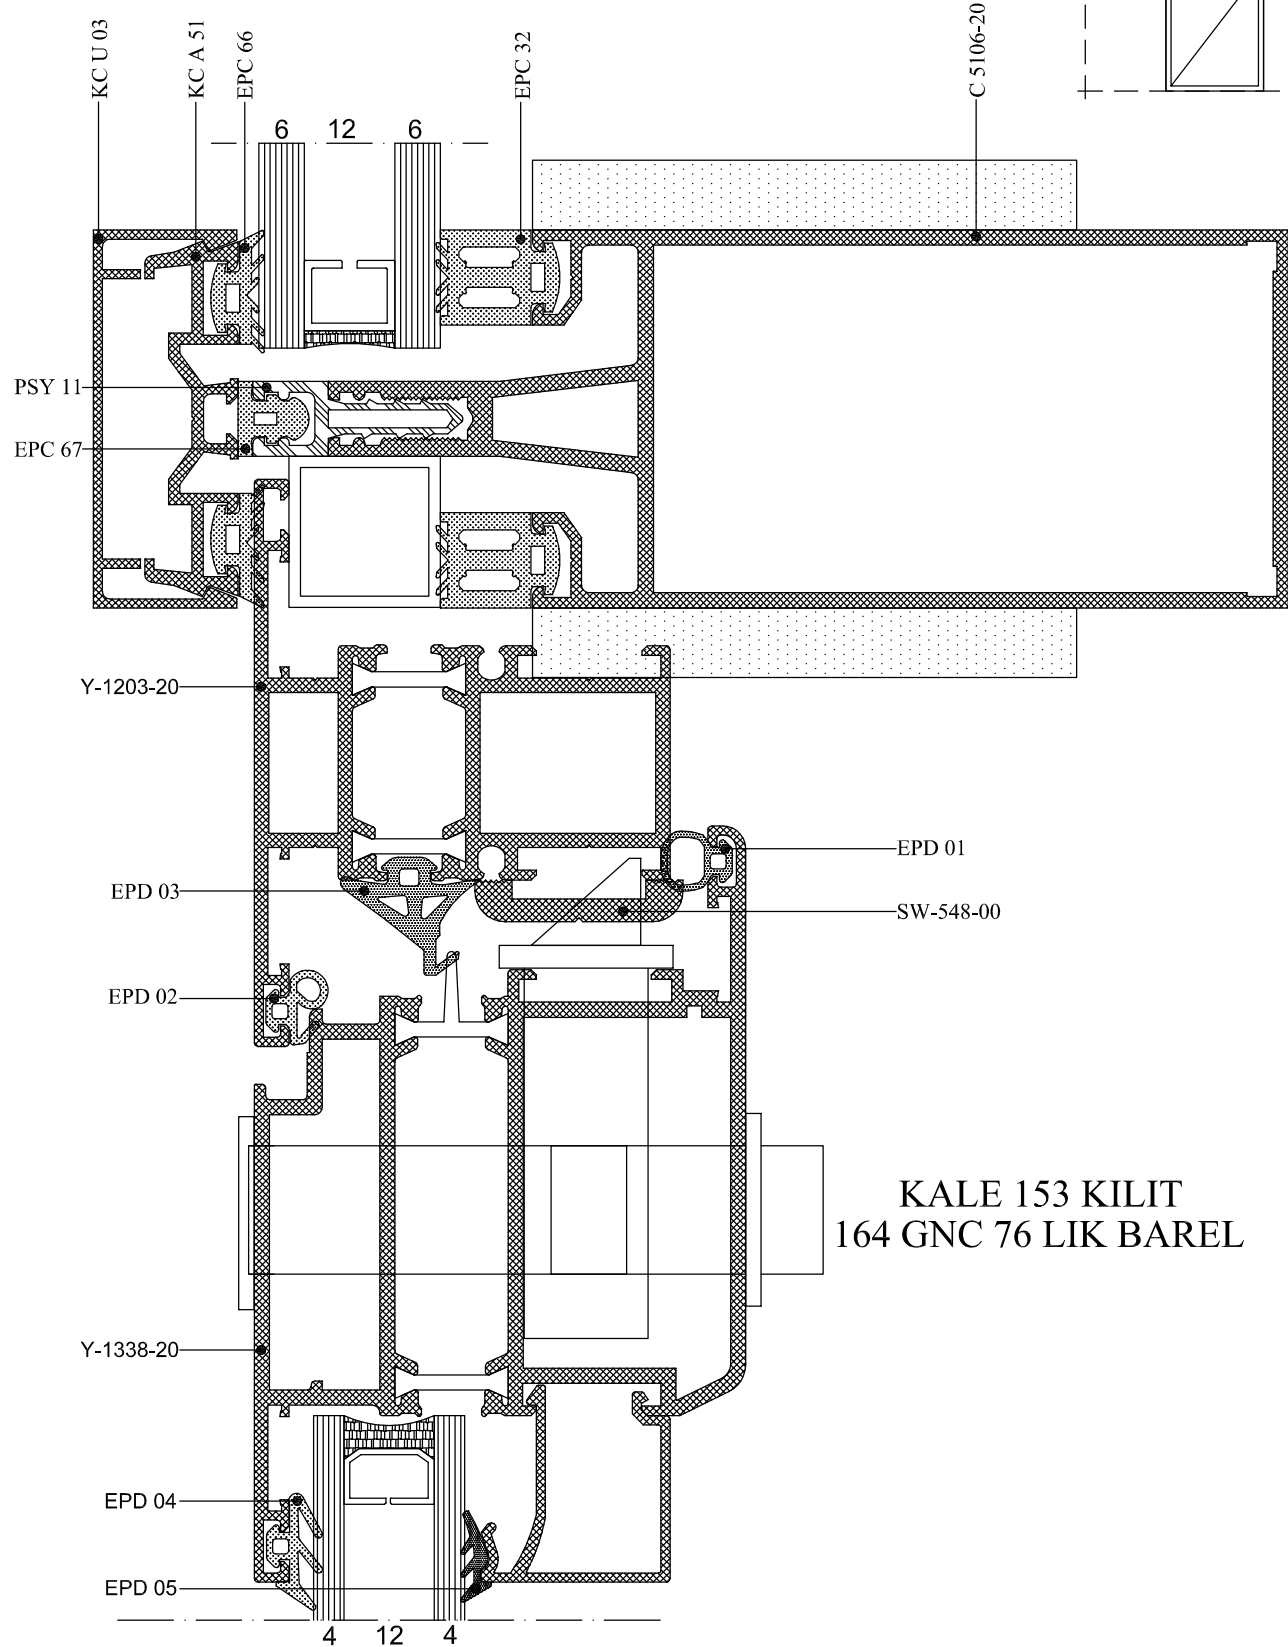 KC U 03
KC A 51
EPC 66
EPC 32
C 5106-20
6 12 6
PSY 11
EPC 67
Y-1203-20
EPD 01
EPD 03
SW-548-00
EPD 02
KALE 153 KILIT
164 GNC 76 LIK BAREL
Y-1338-20
EPD 04
EPD 05
4 12 4